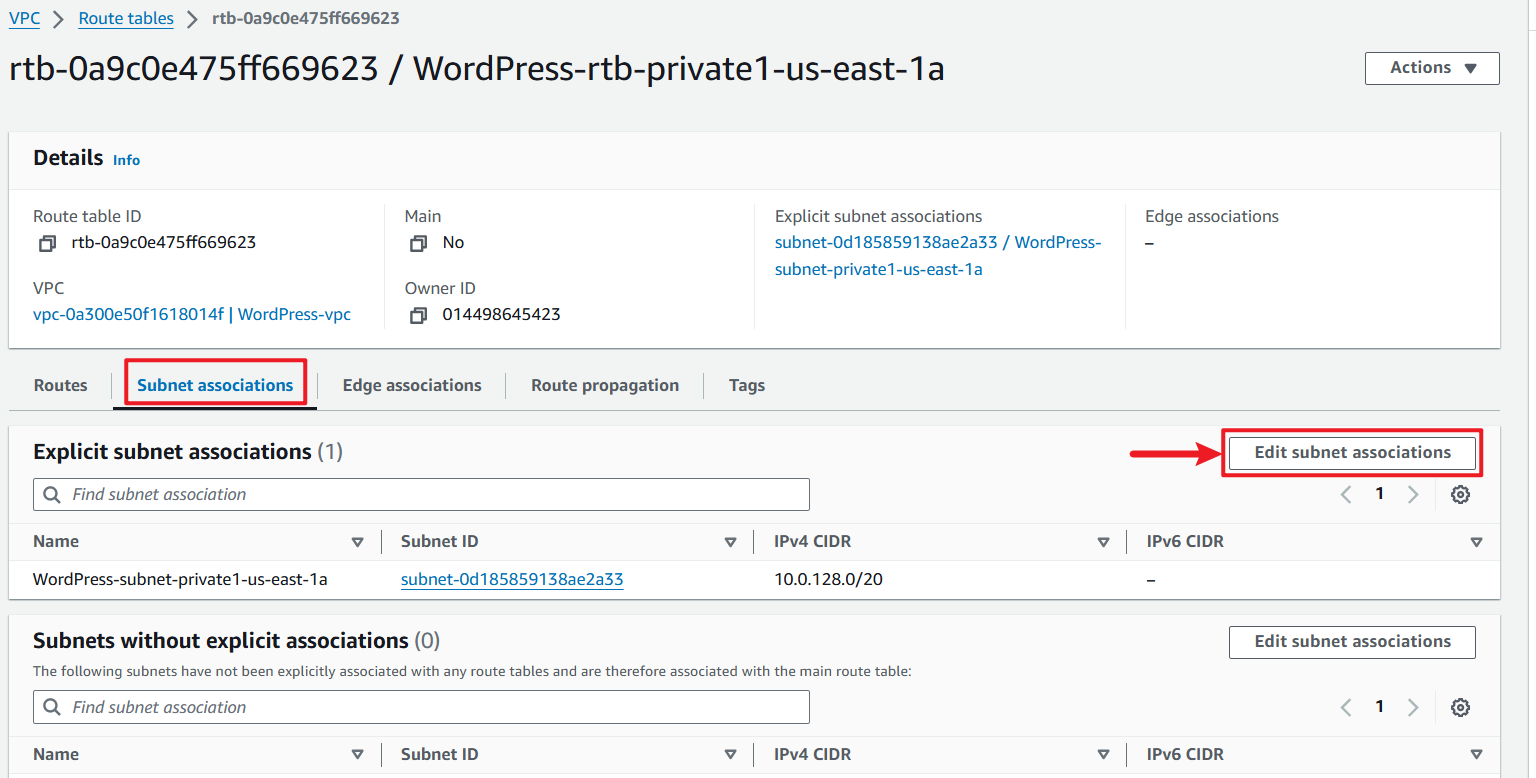 VPC > Route tables > rtb-0a9c0e475ff669623
rtb-0a9c0e475ff669623 / WordPress-rtb-private1-us-east-1a
Actions ▼
Details Info
Route table ID
rtb-0a9c0e475ff669623
Main
No
Explicit subnet associations
subnet-0d185859138ae2a33 / WordPress-
subnet-private1-us-east-1a
Edge associations
–
VPC
vpc-0a300e50f1618014f | WordPress-vpc
Owner ID
014498645423
Routes Subnet associations Edge associations Route propagation Tags
Explicit subnet associations (1)
Edit subnet associations
Find subnet association
1
Name Subnet ID IPv4 CIDR IPv6 CIDR
WordPress-subnet-private1-us-east-1a subnet-0d185859138ae2a33 10.0.128.0/20 –
Subnets without explicit associations (0)
Edit subnet associations
The following subnets have not been explicitly associated with any route tables and are therefore associated with the main route table:
Find subnet association
1
Name Subnet ID IPv4 CIDR IPv6 CIDR